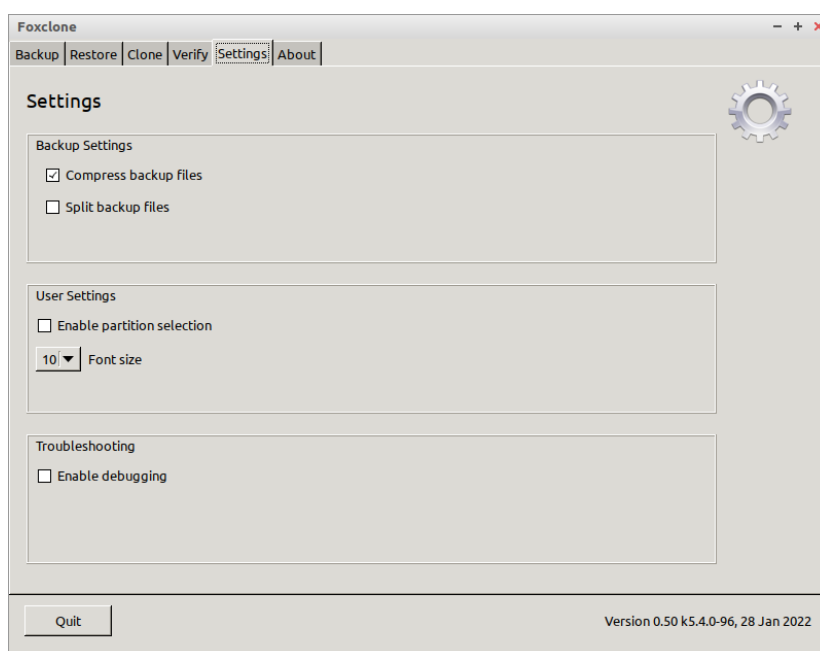 Foxclone
Backup Restore Clone Verify Settings About
Settings
Backup Settings
Compress backup files
Split backup files
User Settings
Enable partition selection
10 Font size
Troubleshooting
Enable debugging
Quit
Version 0.50 k5.4.0-96, 28 Jan 2022